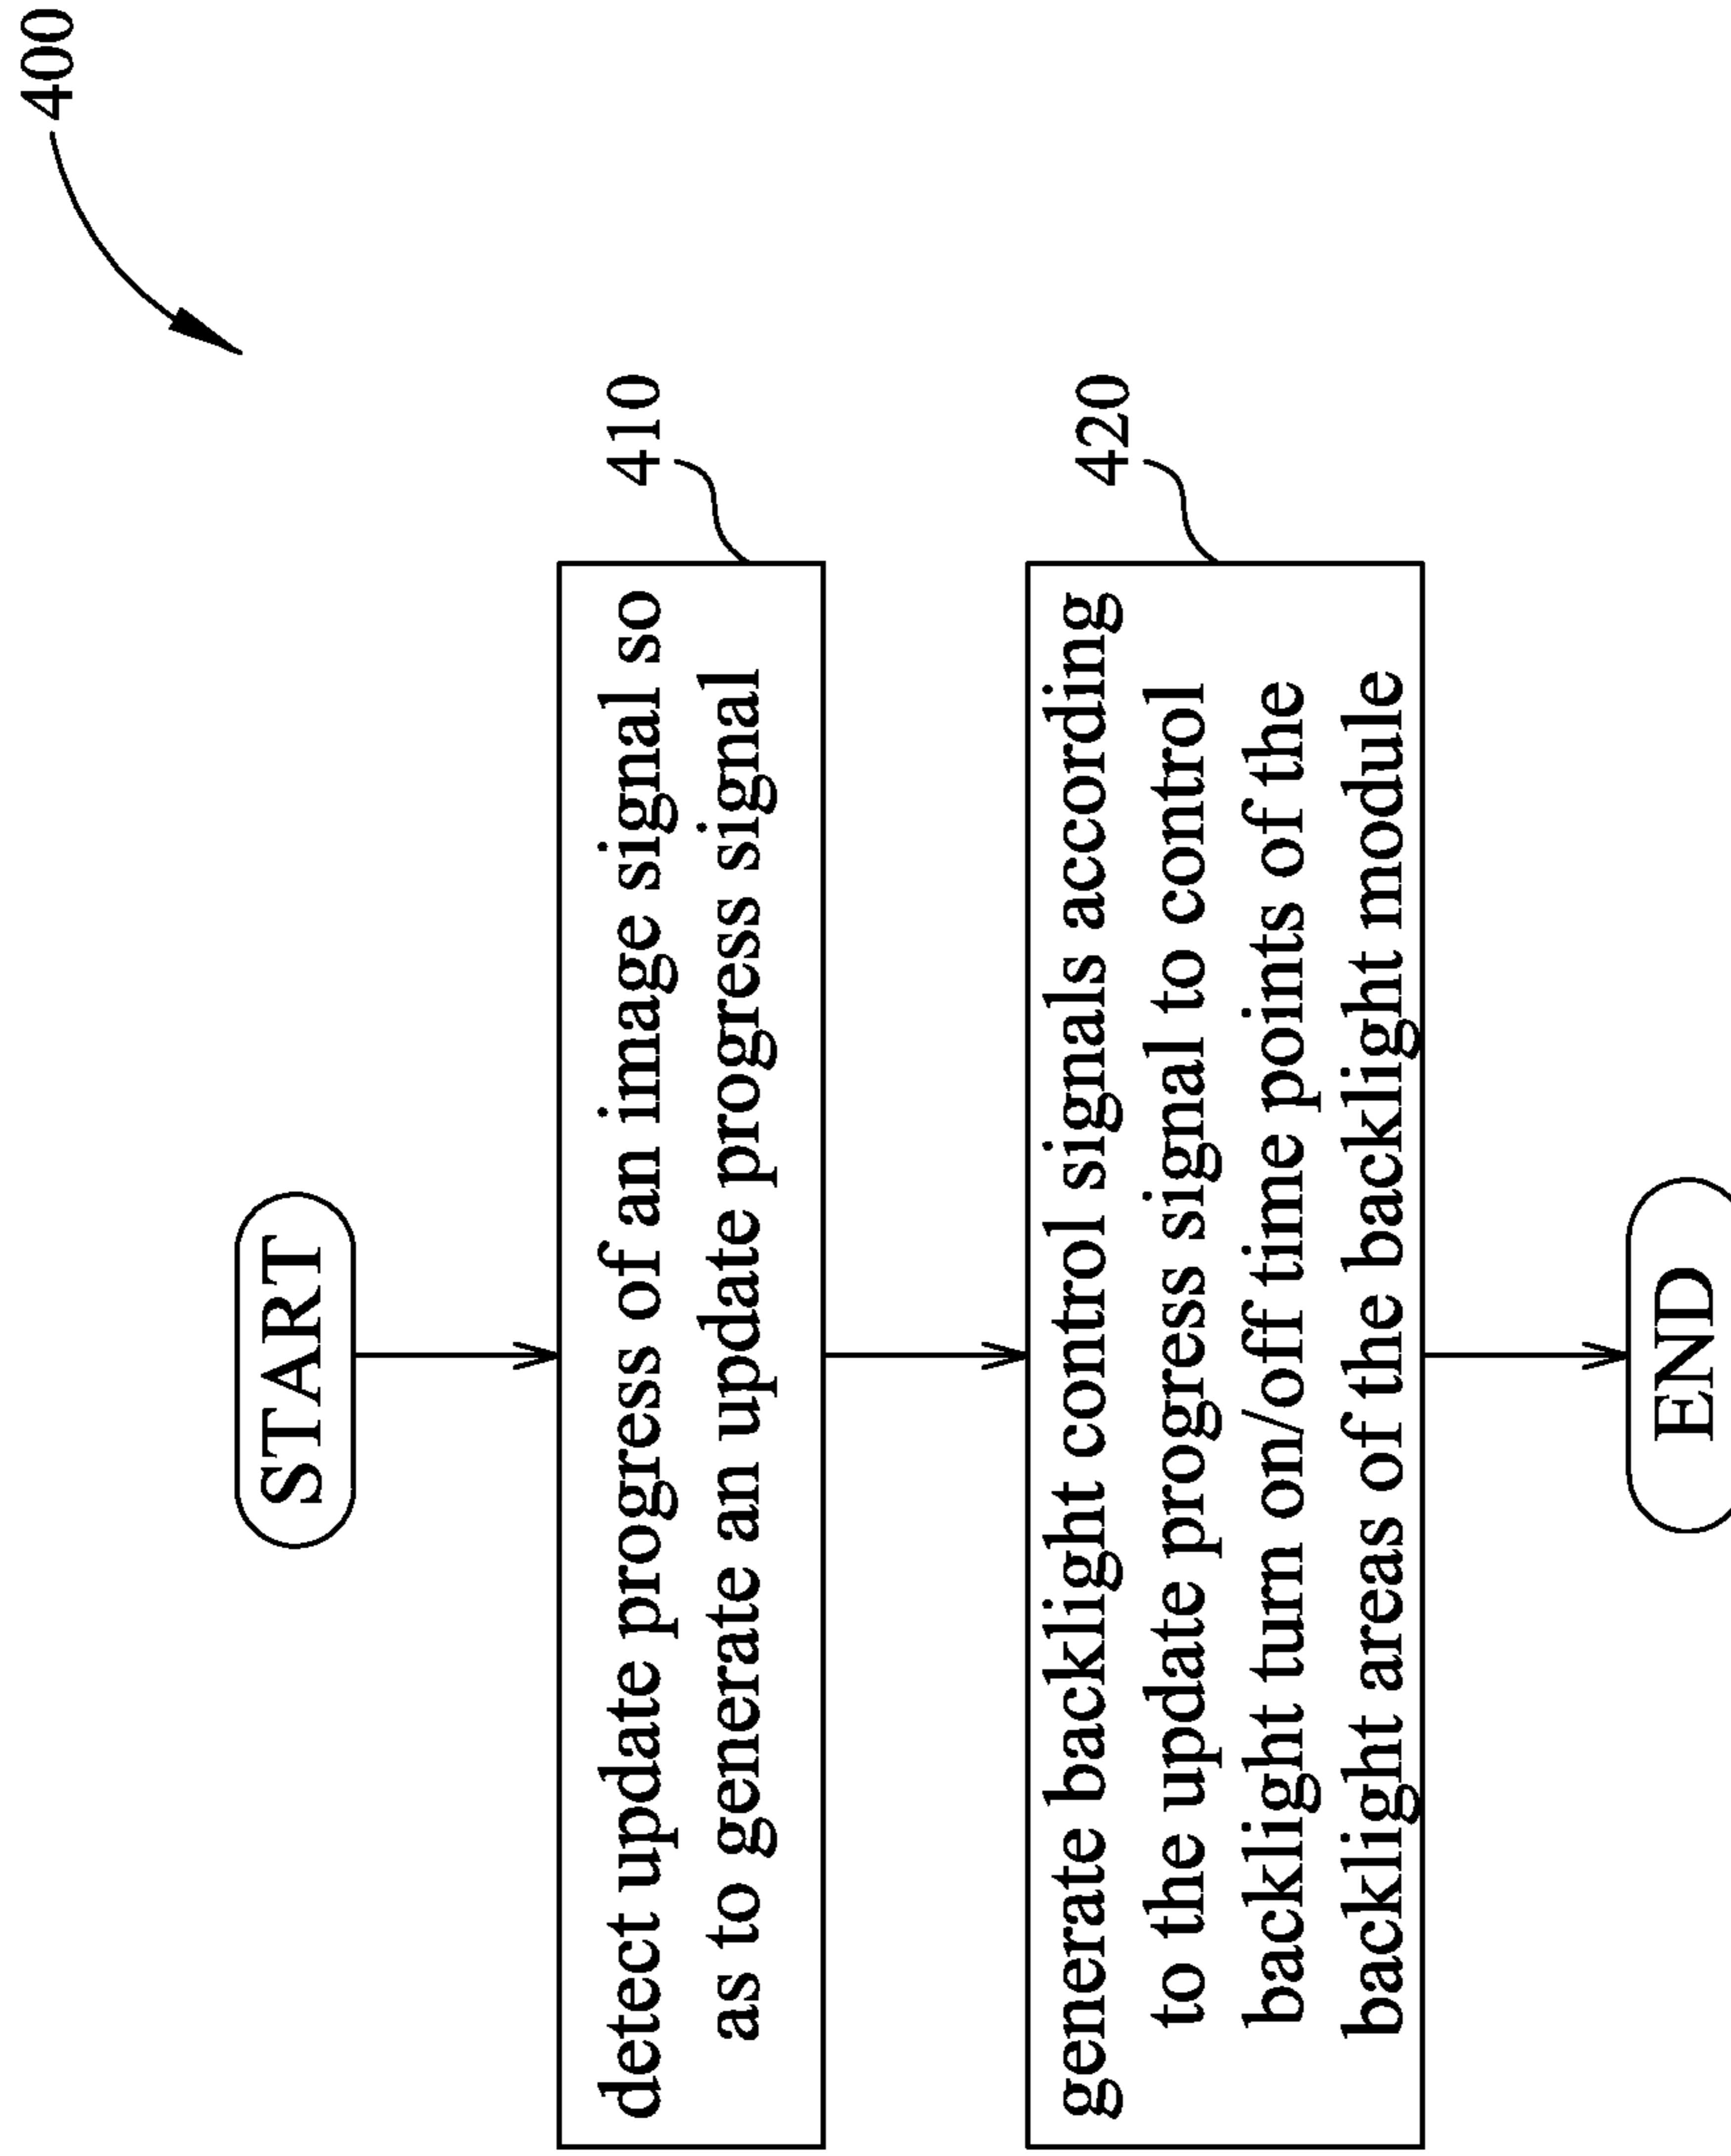 400
START
410
detect update progress of an image signal so
as to generate an update progress signal
420
generate backlight control signals according
to the update progress signal to control
backlight turn on/off time points of the
backlight areas of the backlight module
END